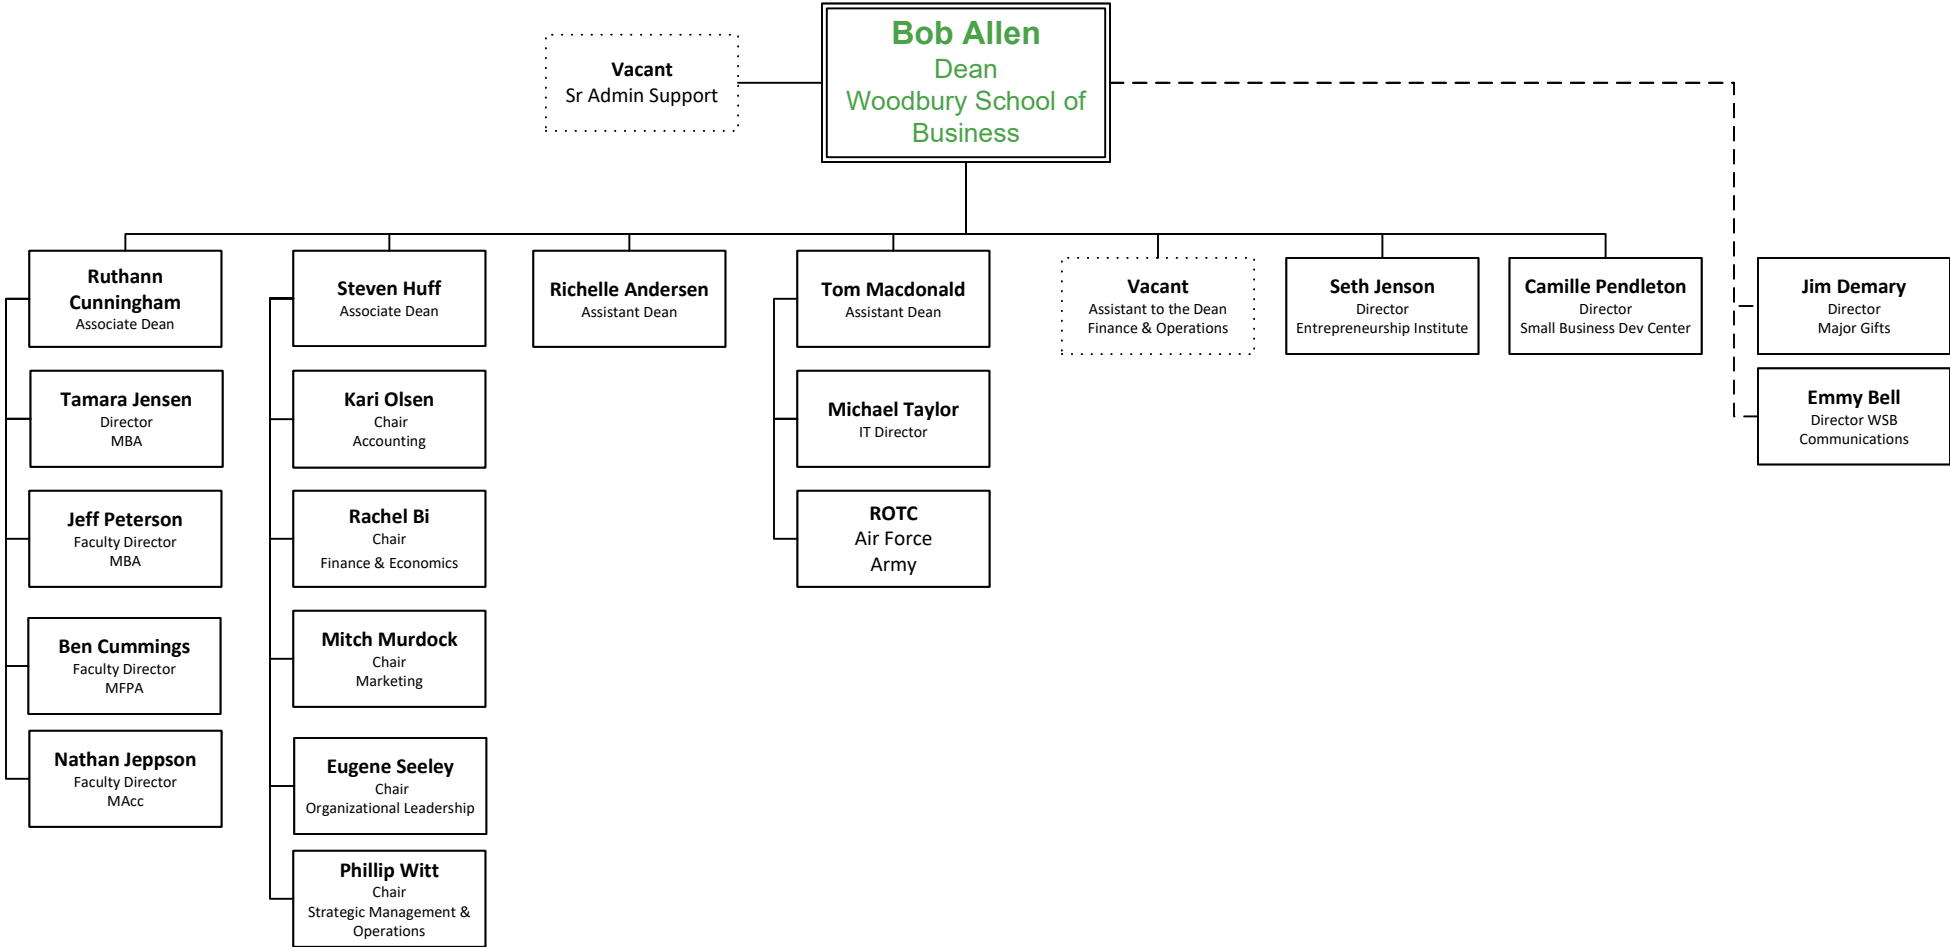 Bob Allen
Dean
Woodbury School of
Business
Vacant
Sr Admin Support
Ruthann
Cunningham
Associate Dean
Tamara Jensen
Director
MBA
Jeff Peterson
Faculty Director
MBA
Ben Cummings
Faculty Director
MFPA
Nathan Jeppson
Faculty Director
MAcc
Steven Huff
Associate Dean
Kari Olsen
Chair
Accounting
Rachel Bi
Chair
Finance & Economics
Mitch Murdock
Chair
Marketing
Eugene Seeley
Chair
Organizational Leadership
Phillip Witt
Chair
Strategic Management &
Operations
Richelle Andersen
Assistant Dean
Tom Macdonald
Assistant Dean
Michael Taylor
IT Director
ROTC
Air Force
Army
Vacant
Assistant to the Dean
Finance & Operations
Seth Jenson
Director
Entrepreneurship Institute
Camille Pendleton
Director
Small Business Dev Center
Jim Demary
Director
Major Gifts
Emmy Bell
Director WSB
Communications